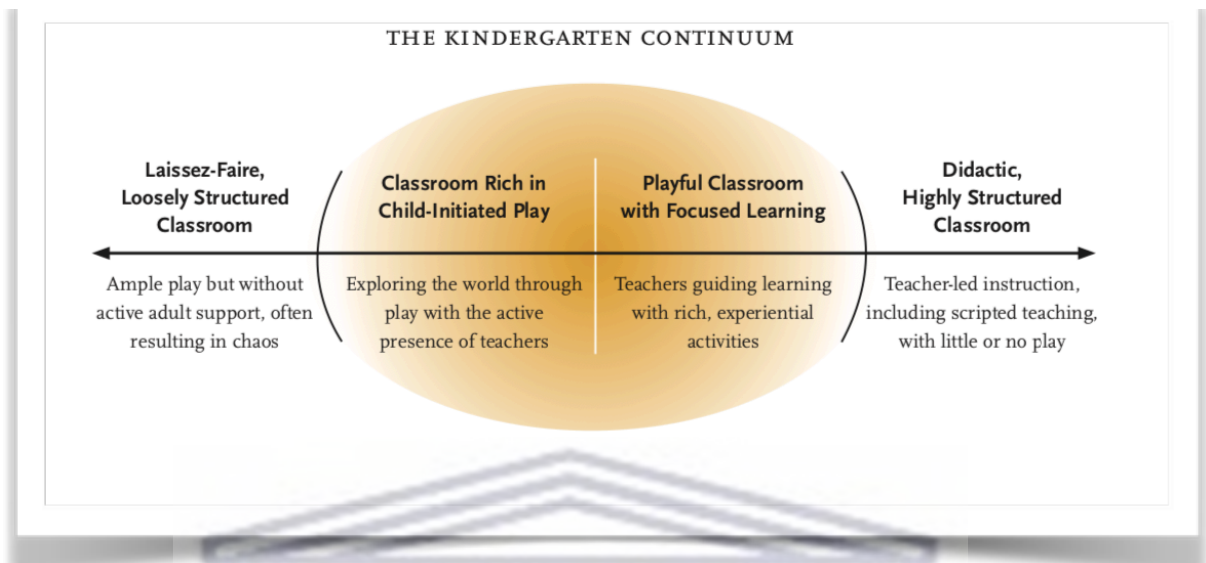 THE KINDERGARTEN CONTINUUM
Laissez-Faire,
Loosely Structured
Classroom
Ample play but without
active adult support, often
resulting in chaos
Classroom Rich in
Child-Initiated Play
Exploring the world through
play with the active
presence of teachers
Playful Classroom
with Focused Learning
Teachers guiding learning
with rich, experiential
activities
Didactic,
Highly Structured
Classroom
Teacher-led instruction,
including scripted teaching,
with little or no play